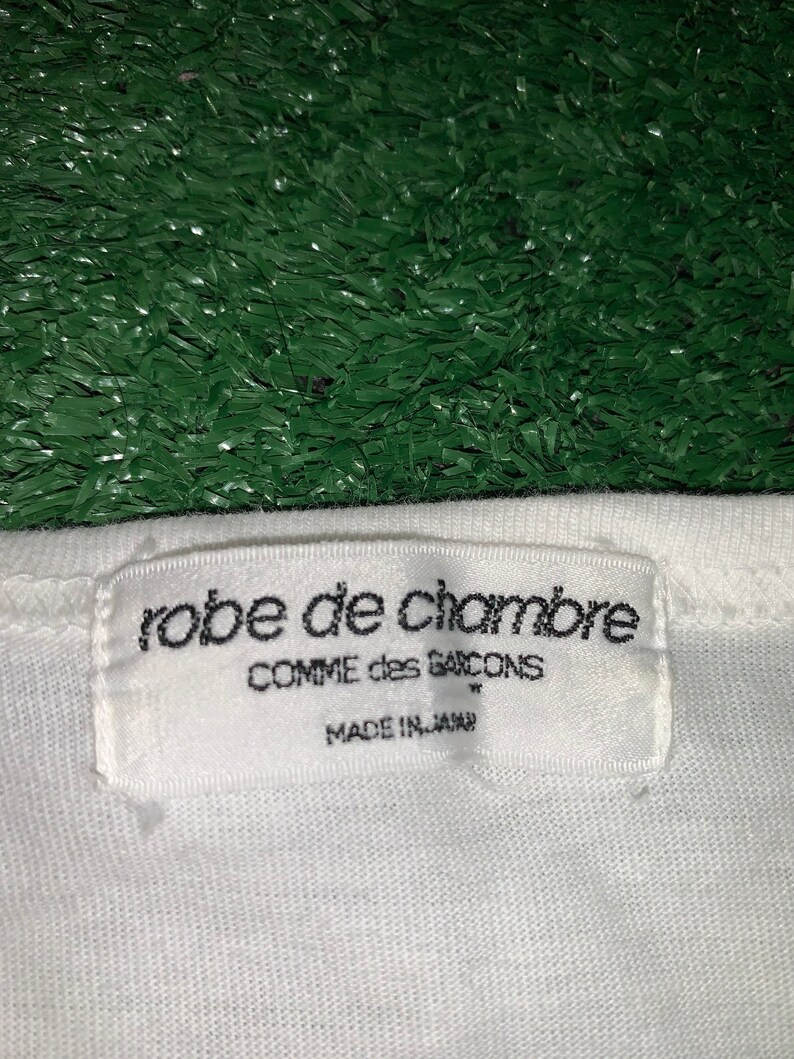 robe de chambre
COMME des GARCONS
MADE IN JAPAN